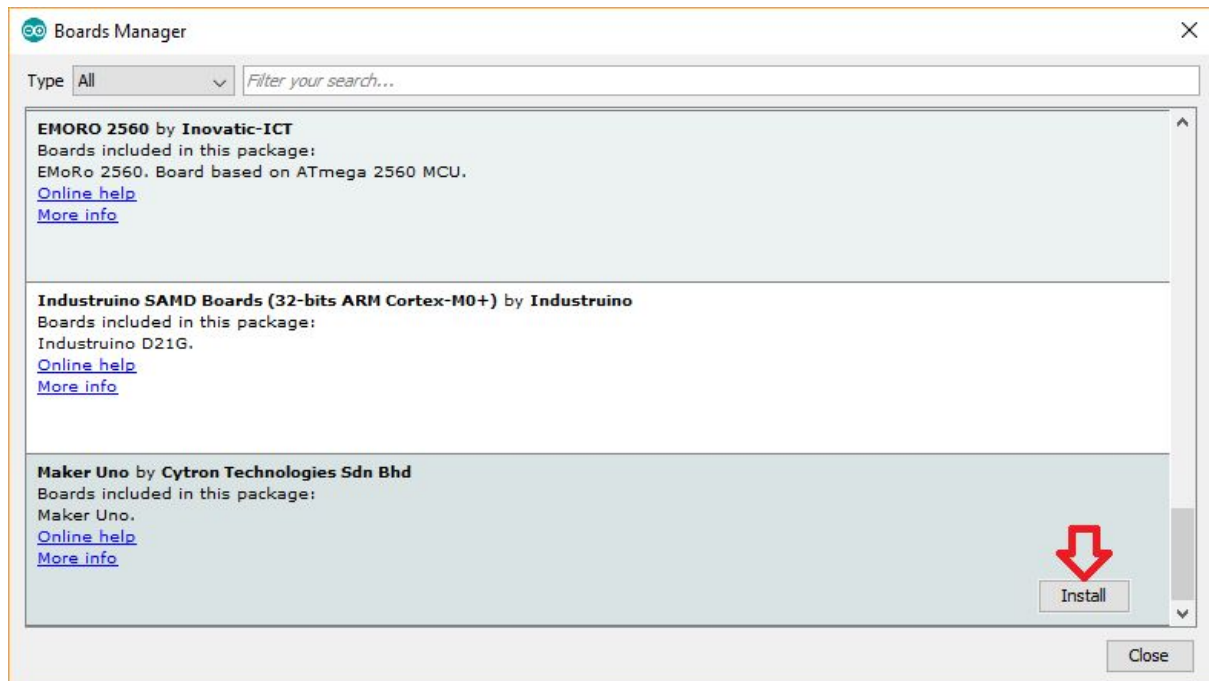 Boards Manager
Type All Filter your search...
EMORO 2560 by Inovatic-ICT
Boards included in this package:
EMoRo 2560. Board based on ATmega 2560 MCU.
Online help
More info
Industruino SAMD Boards (32-bits ARM Cortex-M0+) by Industruino
Boards included in this package:
Industruino D21G.
Online help
More info
Maker Uno by Cytron Technologies Sdn Bhd
Boards included in this package:
Maker Uno.
Online help
More info
Install
Close